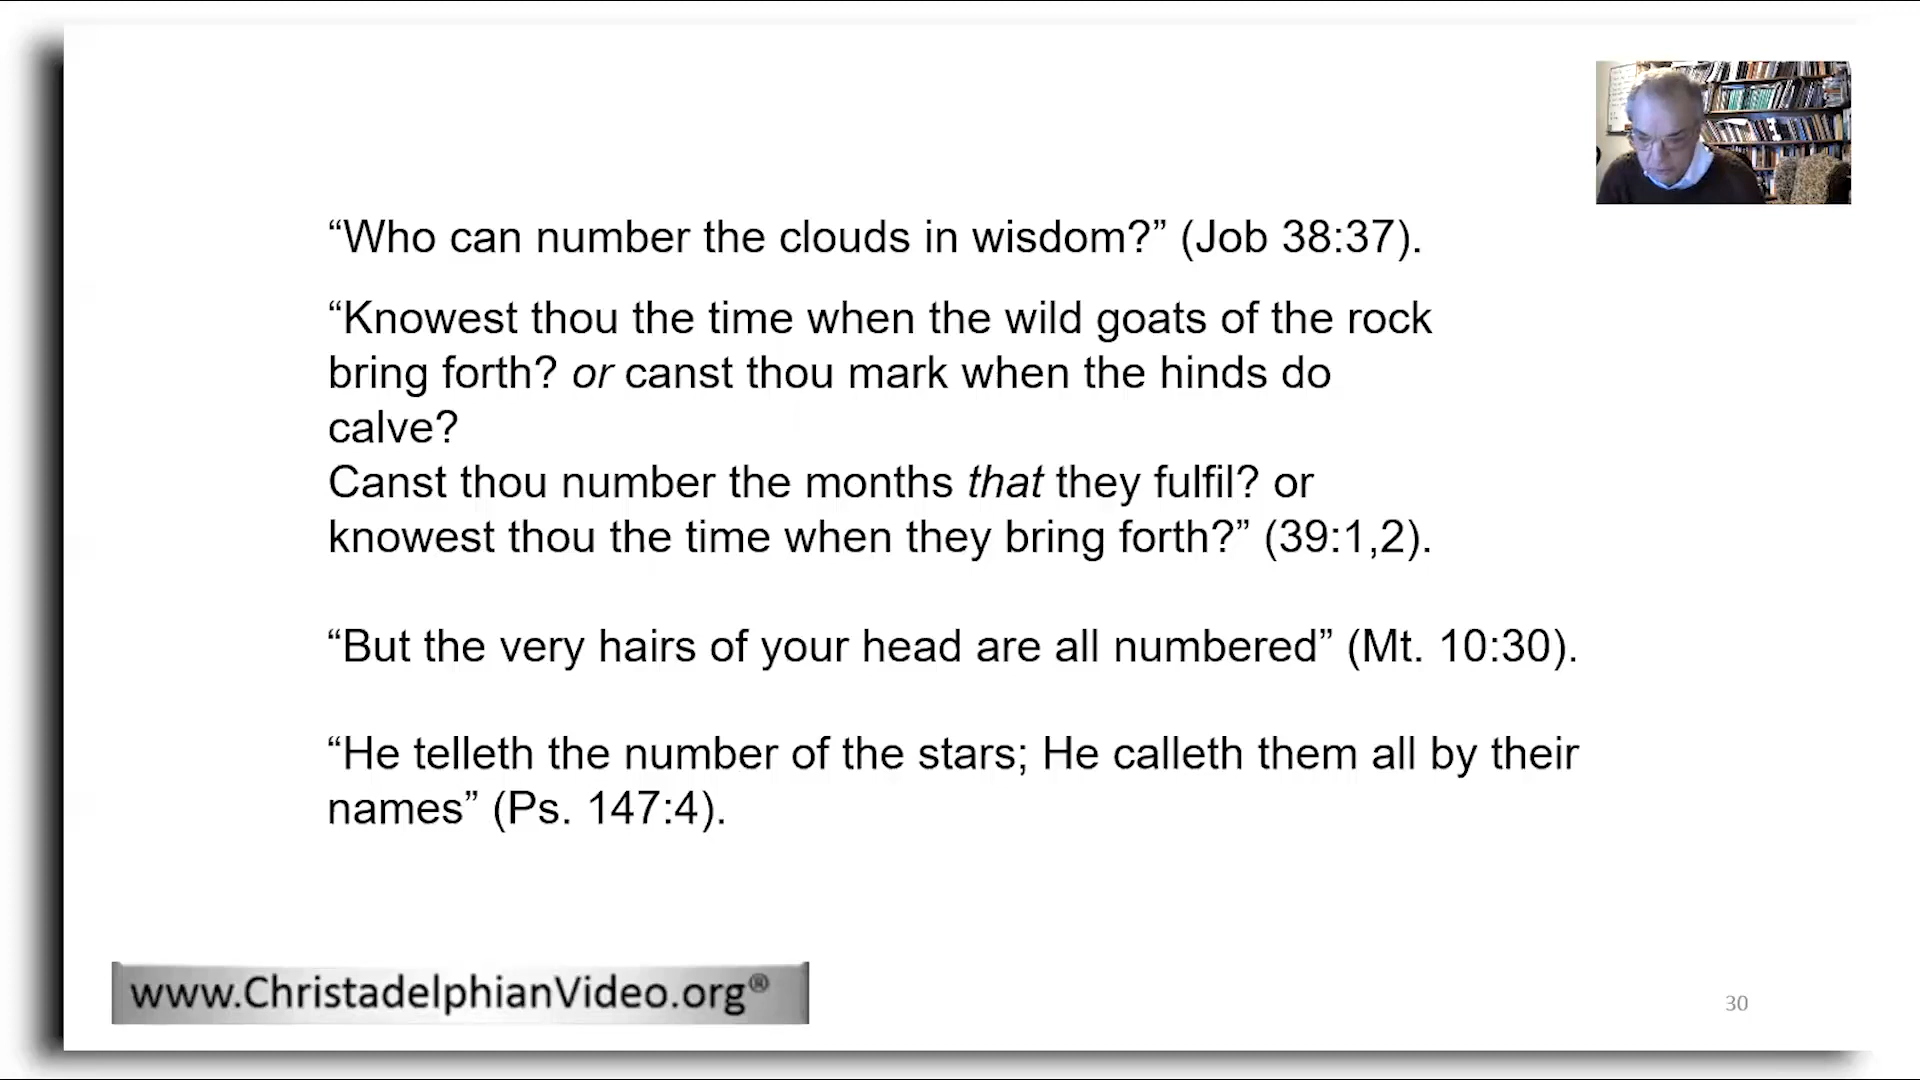 “Who can number the clouds in wisdom?” (Job 38:37).
“Knowest thou the time when the wild goats of the rock
bring forth? or canst thou mark when the hinds do
calve?
Canst thou number the months that they fulfil? or
knowest thou the time when they bring forth?” (39:1,2).
“But the very hairs of your head are all numbered” (Mt. 10:30).
“He telleth the number of the stars; He calleth them all by their
names” (Ps. 147:4).
www.ChristadelphianVideo.org®
30